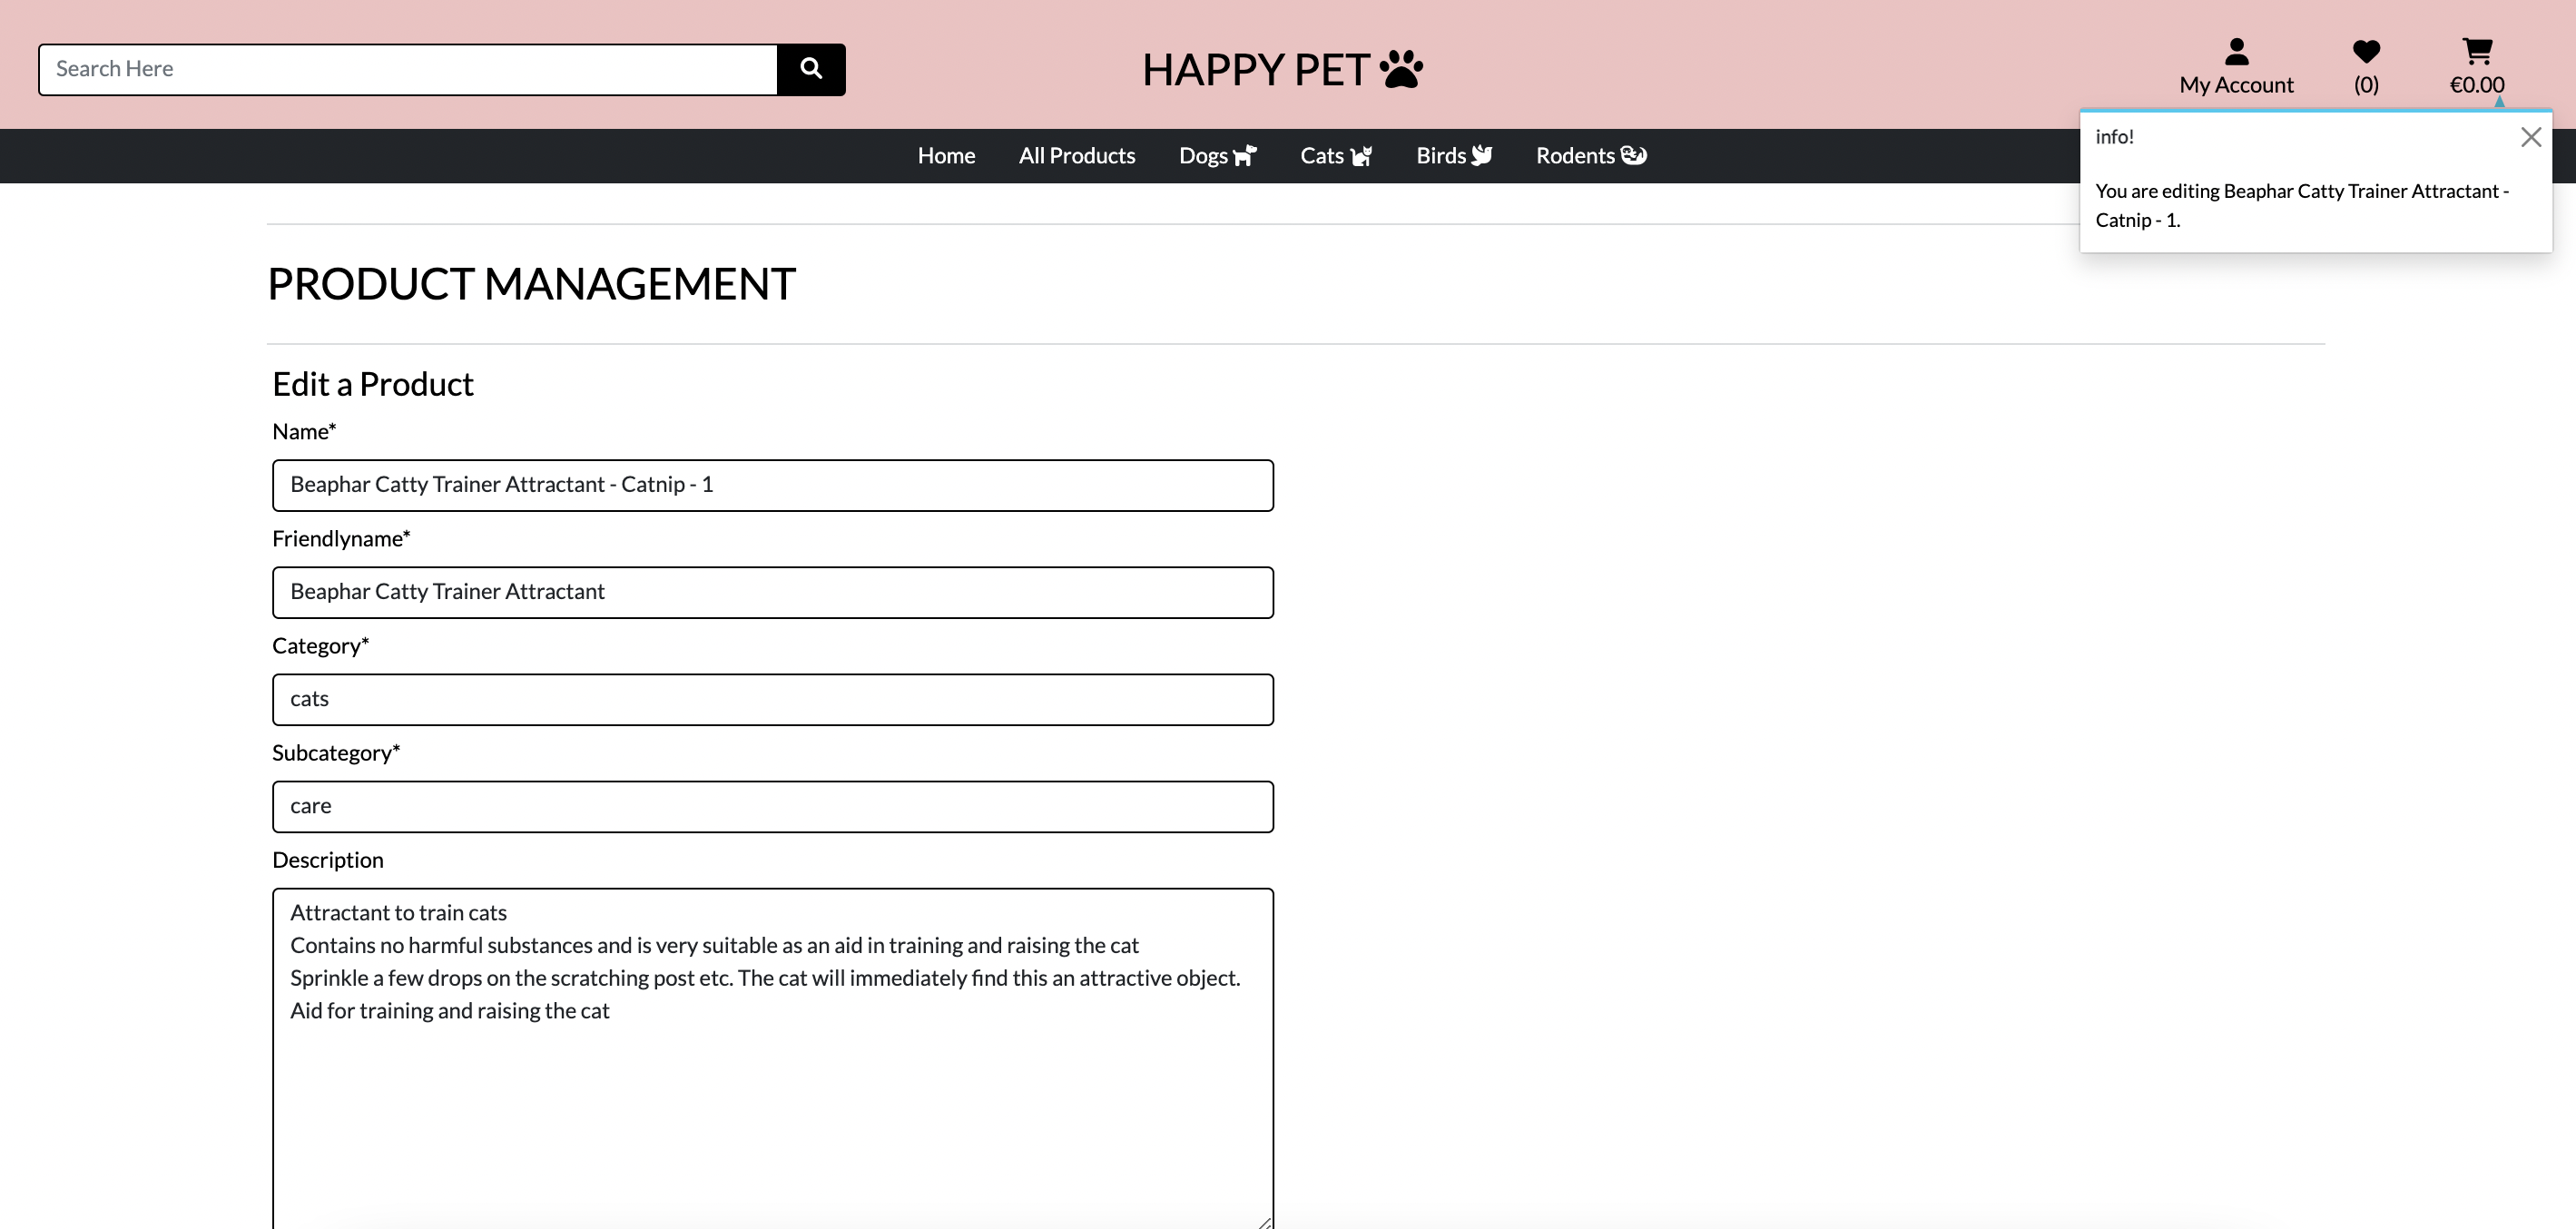 Search Here
HAPPY PET
My Account
(0)
€0.00
Home
All Products
Dogs
Cats
Birds
Rodents
info!
You are editing Beaphar Catty Trainer Attractant -
Catnip - 1.
PRODUCT MANAGEMENT
Edit a Product
Name*
Beaphar Catty Trainer Attractant - Catnip - 1
Friendlyname*
Beaphar Catty Trainer Attractant
Category*
cats
Subcategory*
care
Description
Attractant to train cats
Contains no harmful substances and is very suitable as an aid in training and raising the cat
Sprinkle a few drops on the scratching post etc. The cat will immediately find this an attractive object.
Aid for training and raising the cat